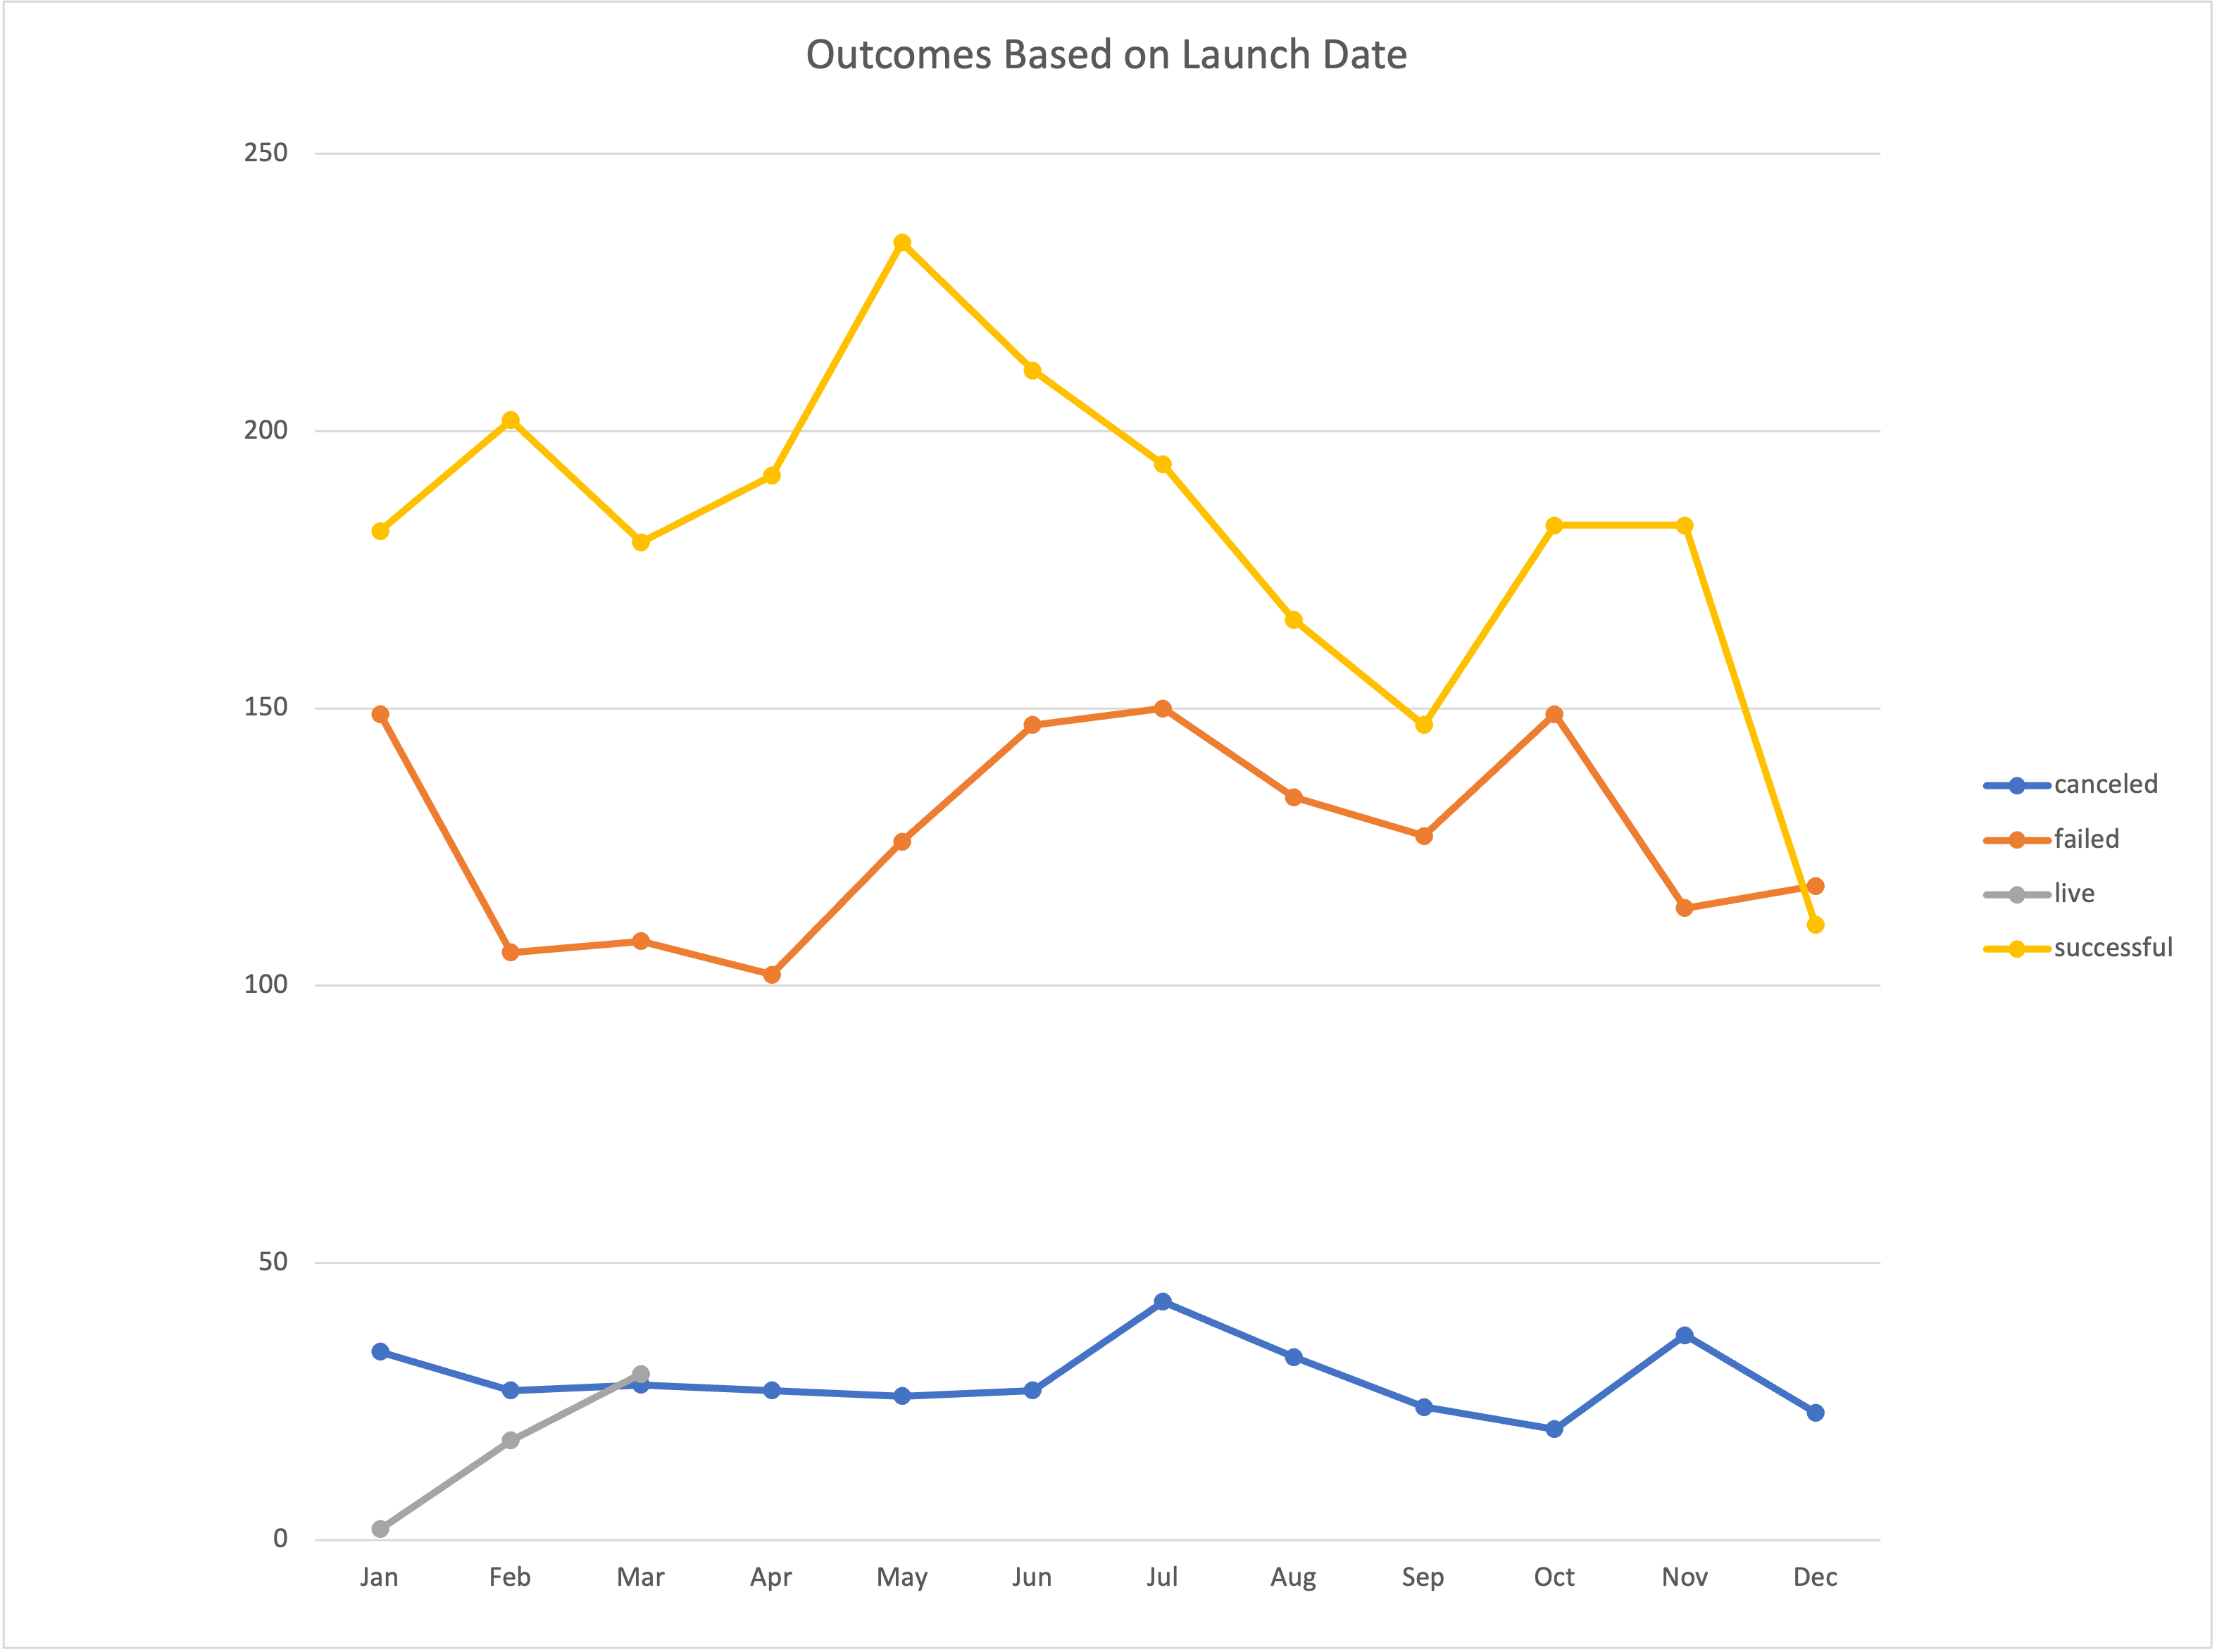 Outcomes Based on Launch Date
250
200
150
100
50
0
Jan Feb Mar Apr May Jun Jul Aug Sep Oct Nov Dec
canceled
failed
live
successful